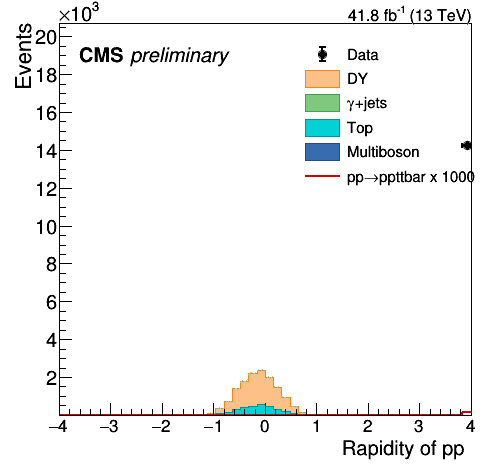 ×10³
41.8 fb⁻¹ (13 TeV)
Events
CMS preliminary
Data
DY
γ+jets
Top
Multiboson
pp→ppttbar x 1000
20
18
16
14
12
10
8
6
4
2
−4 −3 −2 −1 0 1 2 3 4
Rapidity of pp